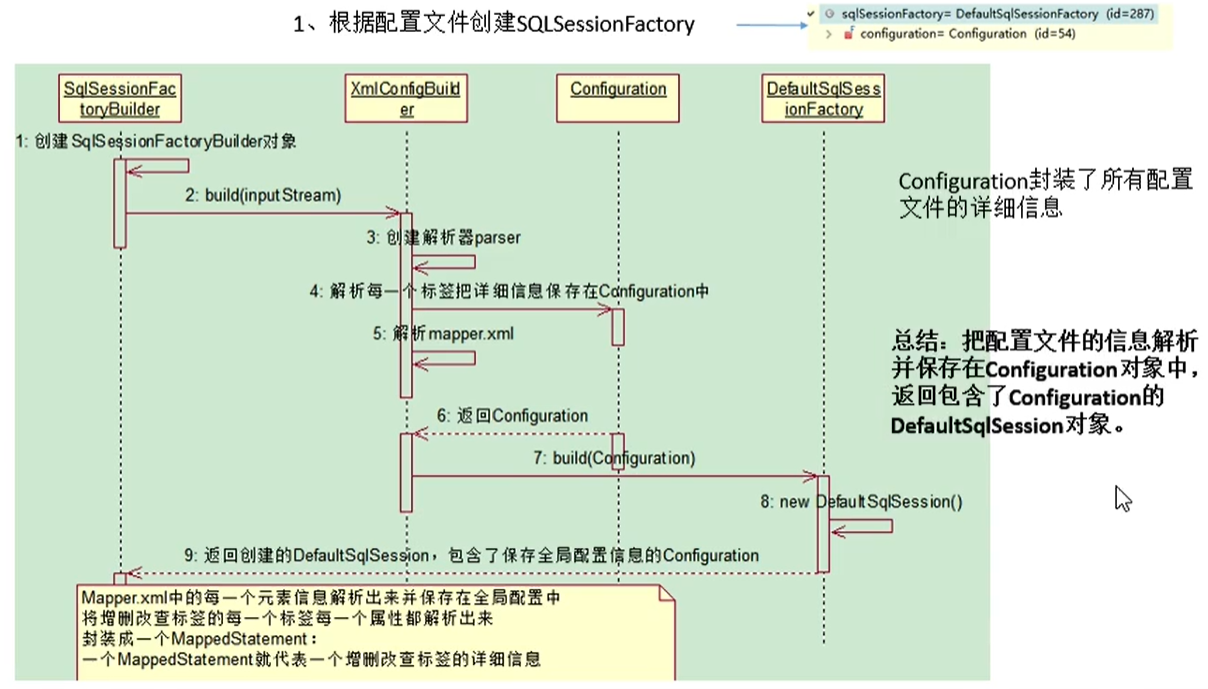 1、根据配置文件创建SQLSessionFactory
sqlSessionFactory= DefaultSqlSessionFactory (id=287)
configuration= Configuration (id=54)
SqlSessionFac
toryBuilder
XmlConfigBuild
er
Configuration
DefaultSqlSess
ionFactory
1: 创建SqlSessionFactoryBuilder对象
2: build(inputStream)
3: 创建解析器parser
4: 解析每一个标签把详细信息保存在Configuration中
5: 解析mapper.xml
6: 返回Configuration
7: build(Configuration)
8: new DefaultSqlSession()
9: 返回创建的DefaultSqlSession，包含了保存全局配置信息的Configuration
Mapper.xml中的每一个元素信息解析出来并保存在全局配置中
将增删改查标签的每一个标签每一个属性都解析出来
封装成一个MappedStatement：
一个MappedStatement就代表一个增删改查标签的详细信息
Configuration封装了所有配置
文件的详细信息
总结：把配置文件的信息解析
并保存在Configuration对象中，
返回包含了Configuration的
DefaultSqlSession对象。